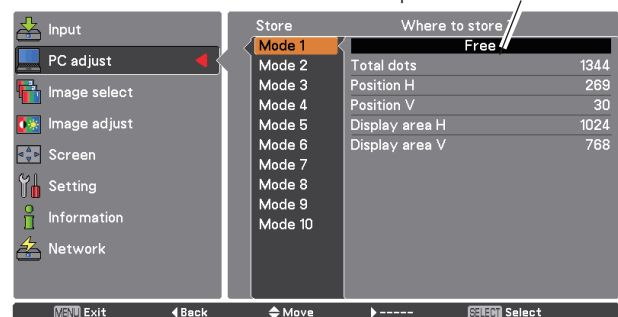 Input
PC adjust
Image select
Image adjust
Screen
Setting
Information
Network
Store
Where to store
Mode 1
Free
Mode 2
Total dots 1344
Mode 3
Position H 269
Mode 4
Position V 30
Mode 5
Display area H 1024
Mode 6
Display area V 768
Mode 7
Mode 8
Mode 9
Mode 10
MENU Exit
Back
Move
-----
SELECT Select